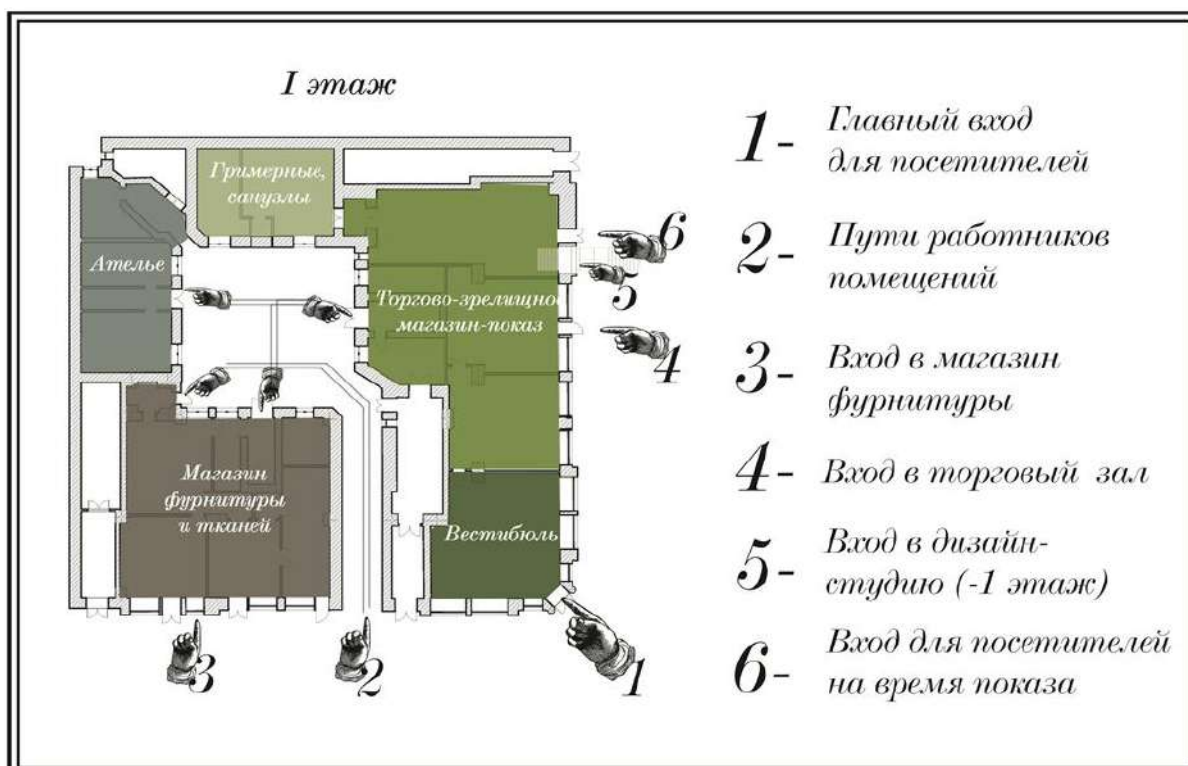 I этаж
Гримерные,
санузлы
Ателье
Торгово-зрелищно
магазин-показ
Магазин
фурнитуры
и тканей
Вестибюль
6
5
4
3
2
1
1- Главный вход
для посетителей
2- Пути работников
помещений
3- Вход в магазин
фурнитуры
4- Вход в торговый зал
5- Вход в дизайн-
студию (-1 этаж)
6- Вход для посетителей
на время показа